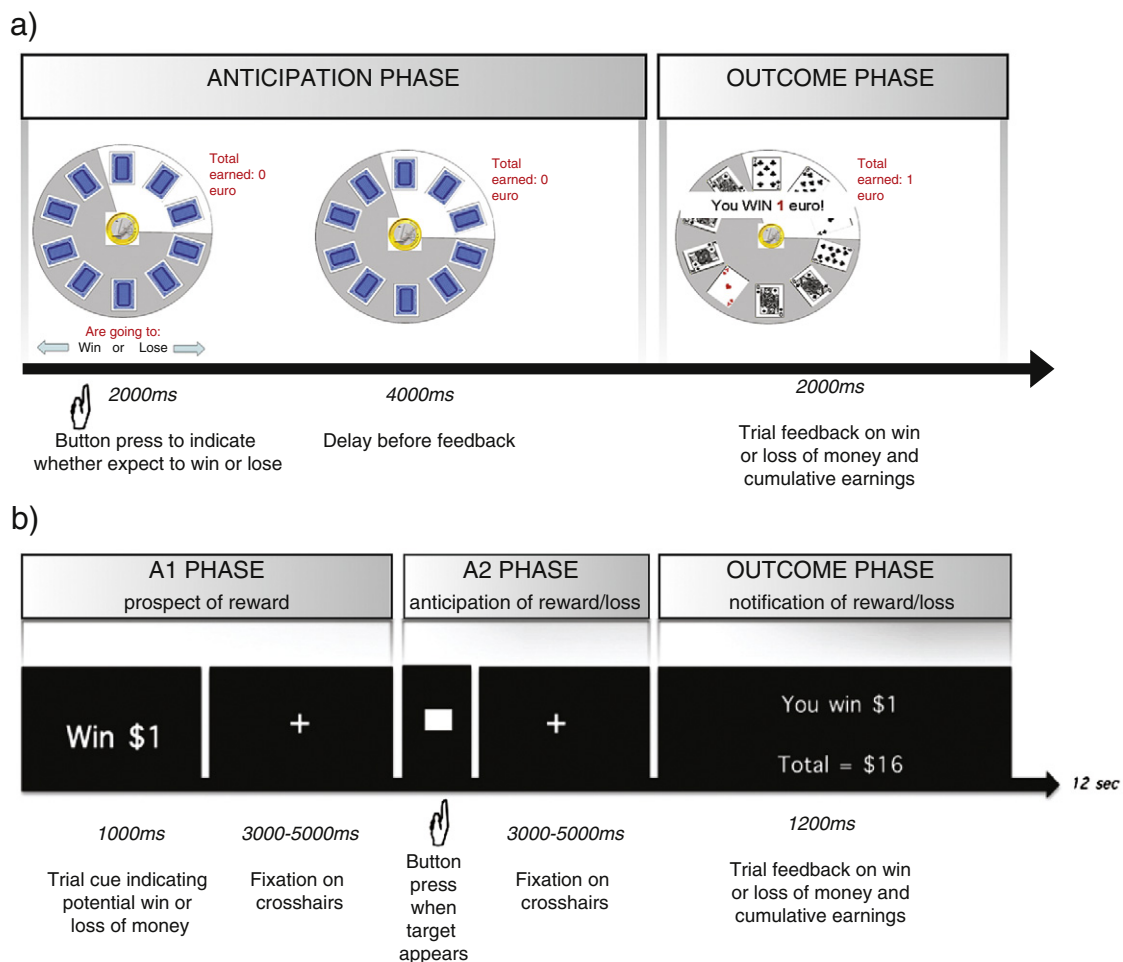 a)
ANTICIPATION PHASE
OUTCOME PHASE
Total
earned: 0
euro
Total
earned: 0
euro
Total
earned: 1
euro
You WIN 1 euro!
Are going to:
Win or Lose
2000ms
4000ms
2000ms
Button press to indicate
whether expect to win or lose
Delay before feedback
Trial feedback on win
or loss of money and
cumulative earnings
b)
A1 PHASE
prospect of reward
A2 PHASE
anticipation of reward/loss
OUTCOME PHASE
notification of reward/loss
Win $1
+
+
You win $1
Total = $16
12 sec
1000ms
3000-5000ms
3000-5000ms
1200ms
Trial cue indicating
potential win or
loss of money
Fixation on
crosshairs
Button
press
when
target
appears
Fixation on
crosshairs
Trial feedback on win
or loss of money and
cumulative earnings